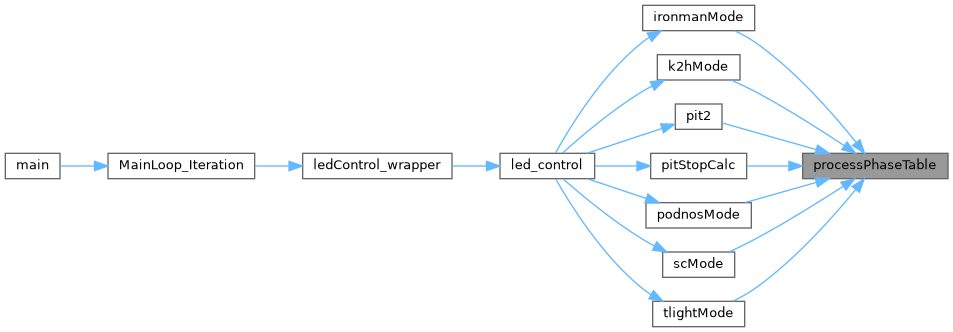 ironmanMode
k2hMode
pit2
main
MainLoop_Iteration
ledControl_wrapper
led_control
pitStopCalc
processPhaseTable
podnosMode
scMode
tlightMode